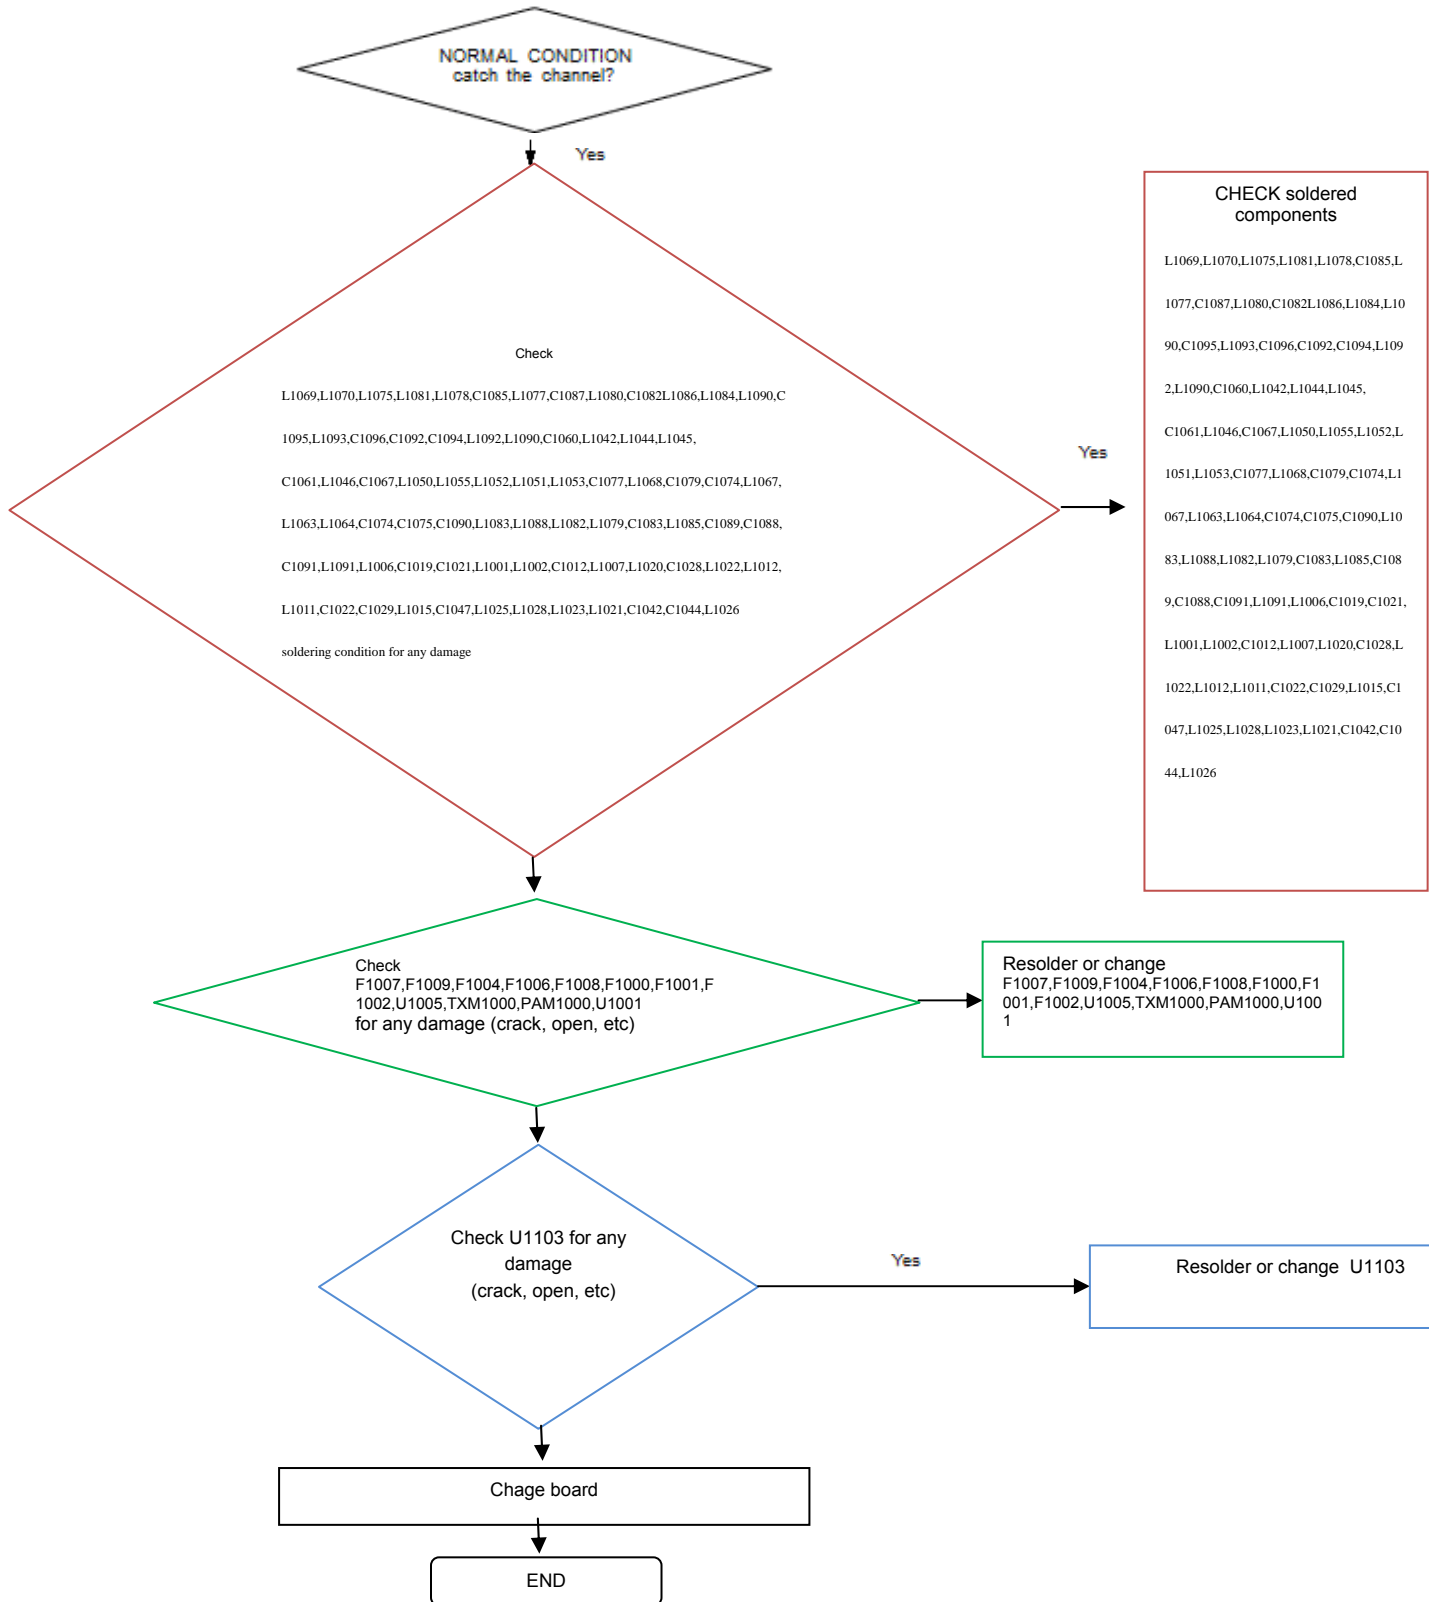 NORMAL CONDITION
catch the channel?
Yes
Check
L1069,L1070,L1075,L1081,L1078,C1085,L1077,C1087,L1080,C1082L1086,L1084,L1090,C
1095,L1093,C1096,C1092,C1094,L1092,L1090,C1060,L1042,L1044,L1045,
C1061,L1046,C1067,L1050,L1055,L1052,L1051,L1053,C1077,L1068,C1079,C1074,L1067,
L1063,L1064,C1074,C1075,C1090,L1083,L1088,L1082,L1079,C1083,L1085,C1089,C1088,
C1091,L1091,L1006,C1019,C1021,L1001,L1002,C1012,L1007,L1020,C1028,L1022,L1012,
L1011,C1022,C1029,L1015,C1047,L1025,L1028,L1023,L1021,C1042,C1044,L1026
soldering condition for any damage
Yes
CHECK soldered
components
L1069,L1070,L1075,L1081,L1078,C1085,L
1077,C1087,L1080,C1082L1086,L1084,L10
90,C1095,L1093,C1096,C1092,C1094,L109
2,L1090,C1060,L1042,L1044,L1045,
C1061,L1046,C1067,L1050,L1055,L1052,L
1051,L1053,C1077,L1068,C1079,C1074,L1
067,L1063,L1064,C1074,C1075,C1090,L10
83,L1088,L1082,L1079,C1083,L1085,C108
9,C1088,C1091,L1091,L1006,C1019,C1021,
L1001,L1002,C1012,L1007,L1020,C1028,L
1022,L1012,L1011,C1022,C1029,L1015,C1
047,L1025,L1028,L1023,L1021,C1042,C10
44,L1026
Check
F1007,F1009,F1004,F1006,F1008,F1000,F1001,F
1002,U1005,TXM1000,PAM1000,U1001
for any damage (crack, open, etc)
Resolder or change
F1007,F1009,F1004,F1006,F1008,F1000,F1
001,F1002,U1005,TXM1000,PAM1000,U100
1
Check U1103 for any
damage
(crack, open, etc)
Yes
Resolder or change U1103
Chage board
END